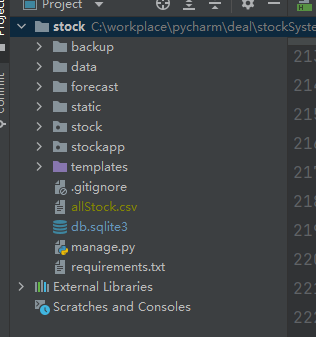 Project
stock C:\workplace\pycharm\deal\stockSyste
backup
data
forecast
static
stock
stockapp
templates
.gitignore
allStock.csv
db.sqlite3
manage.py
requirements.txt
External Libraries
Scratches and Consoles
213
214
215
216
217
218
219
220
221
222
Commit